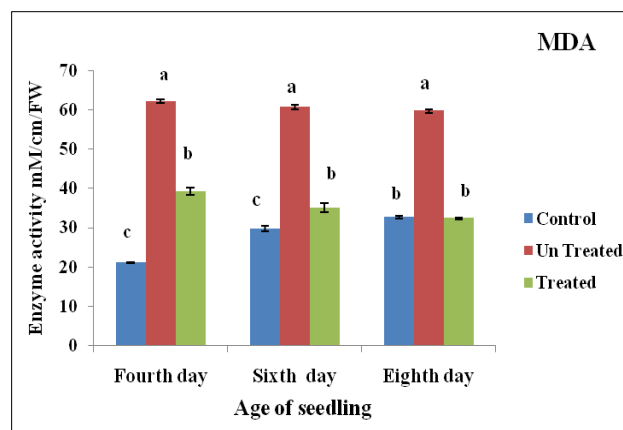 MDA
Enzyme activity mM/cm/FW
70
60
50
40
30
20
10
0
a
b
c
a
b
c
a
b
b
Control
Un Treated
Treated
Fourth day
Sixth day
Eighth day
Age of seedling